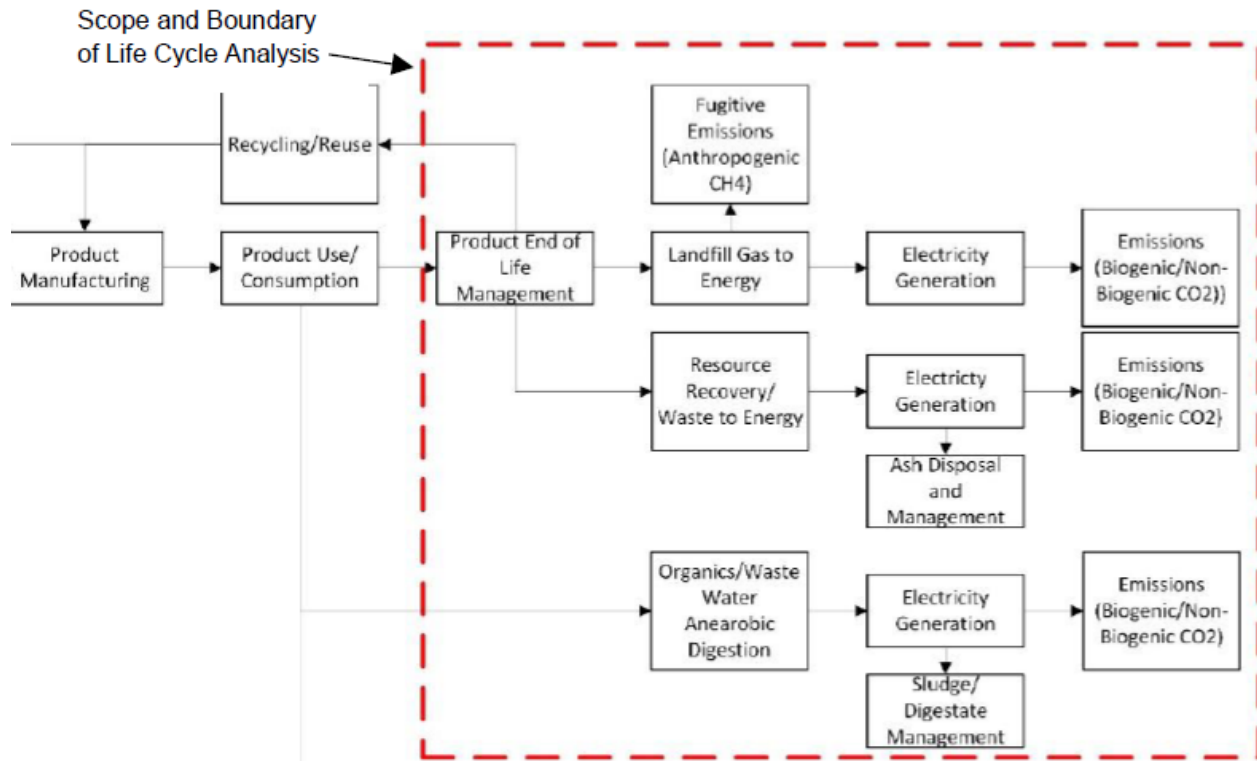 Scope and Boundary
of Life Cycle Analysis
Fugitive
Emissions
(Anthropogenic
CH4)
Recycling/Reuse
Product
Manufacturing
Product Use/
Consumption
Product End of
Life
Management
Landfill Gas to
Energy
Electricity
Generation
Emissions
(Biogenic/Non-
Biogenic CO2))
Resource
Recovery/
Waste to Energy
Electricty
Generation
Emissions
(Biogenic/Non-
Biogenic CO2)
Ash Disposal
and
Management
Organics/Waste
Water
Anearobic
Digestion
Electricity
Generation
Emissions
(Biogenic/Non-
Biogenic CO2)
Sludge/
Digestate
Management